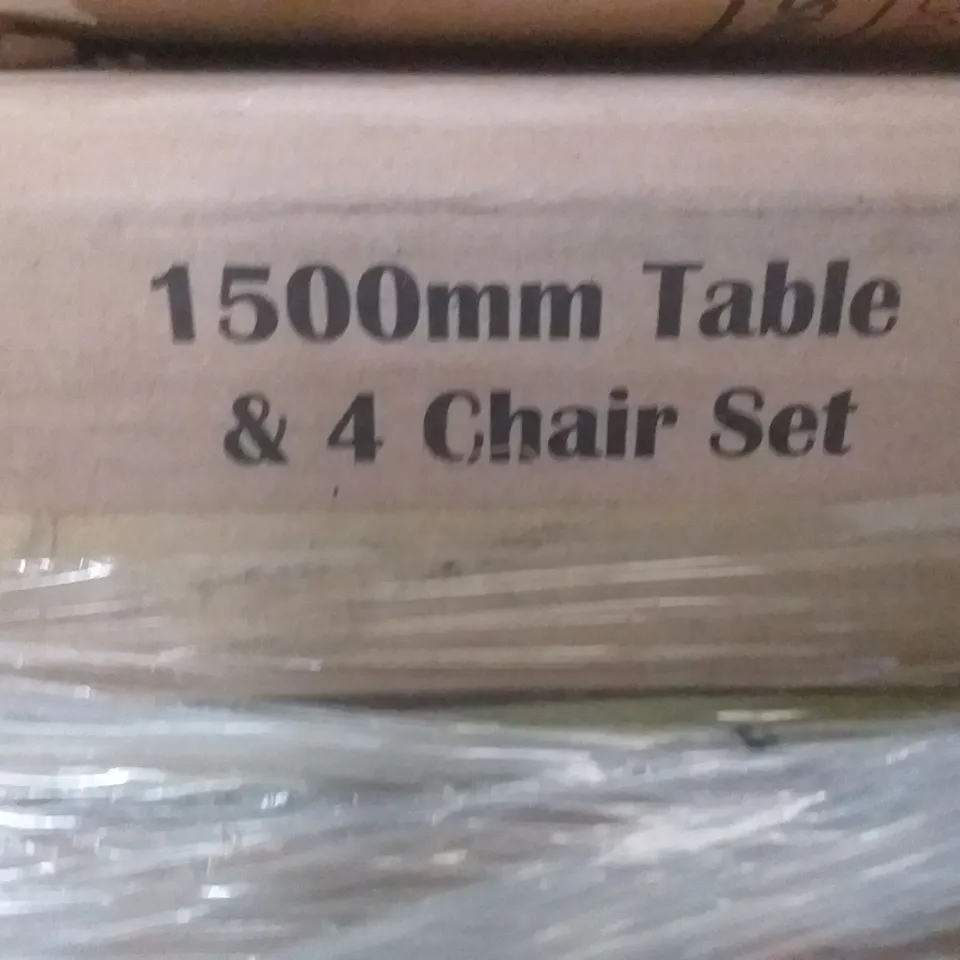 1500mm Table
& 4 Chair Set